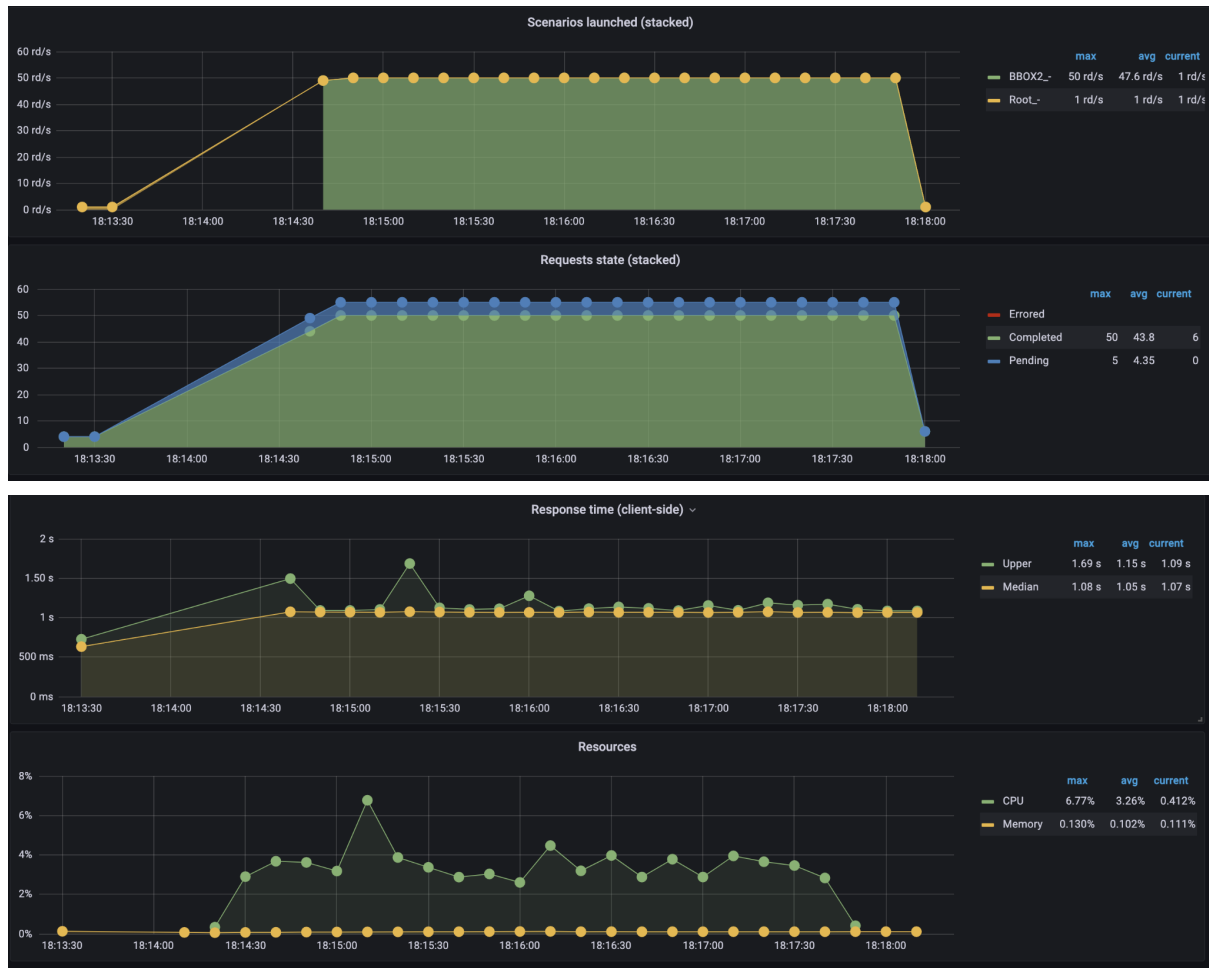 Scenarios launched (stacked)
60 rd/s
50 rd/s
40 rd/s
30 rd/s
20 rd/s
10 rd/s
0 rd/s
18:13:30 18:14:00 18:14:30 18:15:00 18:15:30 18:16:00 18:16:30 18:17:00 18:17:30 18:18:00
max avg current
BBOX2_- 50 rd/s 47.6 rd/s 1 rd/s
Root_- 1 rd/s 1 rd/s 1 rd/s
Requests state (stacked)
60
50
40
30
20
10
0
18:13:30 18:14:00 18:14:30 18:15:00 18:15:30 18:16:00 18:16:30 18:17:00 18:17:30 18:18:00
max avg current
Errored
Completed 50 43.8 6
Pending 5 4.35 0
Response time (client-side)
2 s
1.50 s
1 s
500 ms
0 ms
18:13:30 18:14:00 18:14:30 18:15:00 18:15:30 18:16:00 18:16:30 18:17:00 18:17:30 18:18:00
max avg current
Upper 1.69 s 1.15 s 1.09 s
Median 1.08 s 1.05 s 1.07 s
Resources
8%
6%
4%
2%
0%
18:13:30 18:14:00 18:14:30 18:15:00 18:15:30 18:16:00 18:16:30 18:17:00 18:17:30 18:18:00
max avg current
CPU 6.77% 3.26% 0.412%
Memory 0.130% 0.102% 0.111%